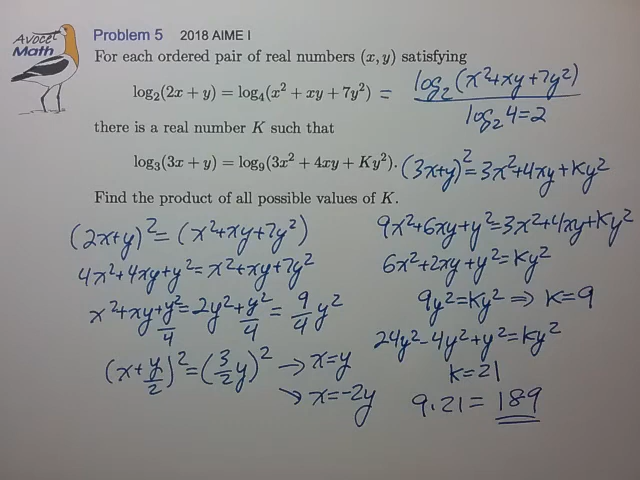 Avocet Math
Problem 5 2018 AIME I
For each ordered pair of real numbers (x, y) satisfying
log₂(2x + y) = log₄(x² + xy + 7y²) = log₂(x²+xy+7y²) / log₂4=2
there is a real number K such that
log₃(3x + y) = log₉(3x² + 4xy + Ky²). (3x+y)²=3x²+4xy+Ky²
Find the product of all possible values of K.
(2x+y)²=(x²+xy+7y²)
4x²+4xy+y²=x²+xy+7y²
x²+xy+y²/4=2y²+y²/4=9/4y²
(x+y/2)²=(3/2y)² → x=y
↘ x=-2y
9x²+6xy+y²=3x²+4xy+Ky²
6x²+2xy+y²=Ky²
9y²=Ky² ⇒ K=9
24y²-4y²+y²=Ky²
K=21
9·21=189